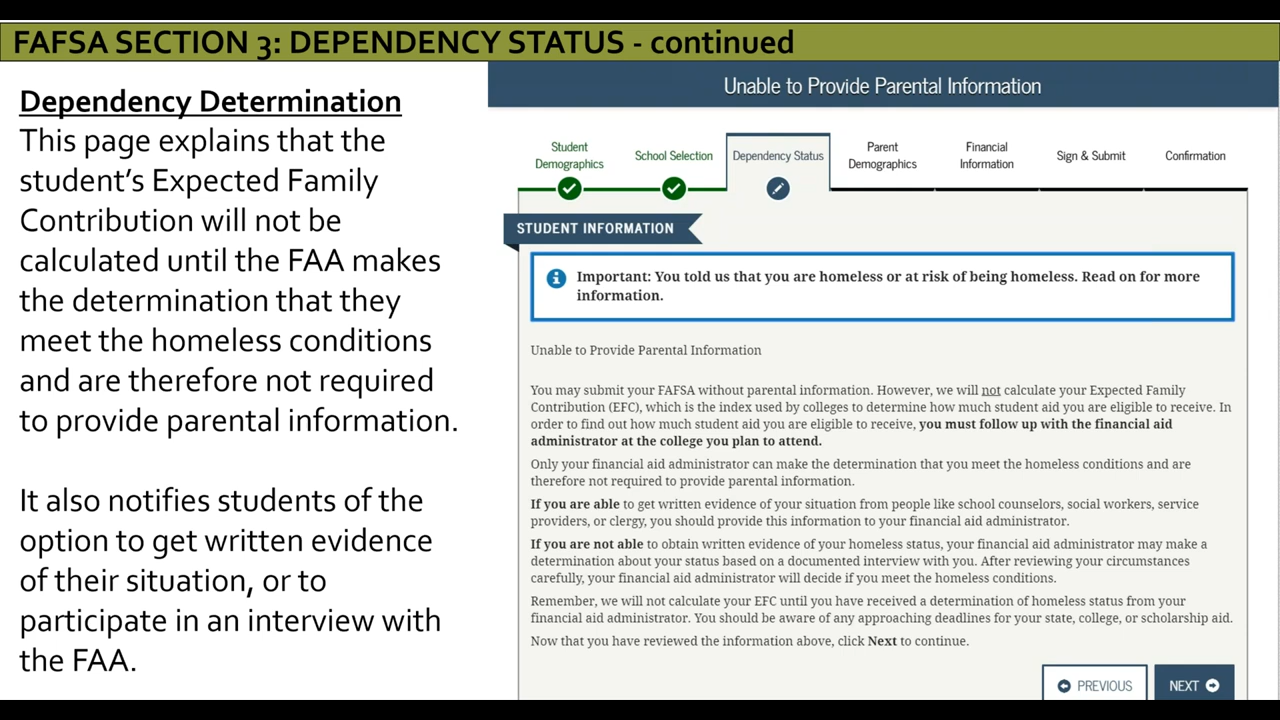 FAFSA SECTION 3: DEPENDENCY STATUS - continued
Dependency Determination
This page explains that the
student's Expected Family
Contribution will not be
calculated until the FAA makes
the determination that they
meet the homeless conditions
and are therefore not required
to provide parental information.
It also notifies students of the
option to get written evidence
of their situation, or to
participate in an interview with
the FAA.
Unable to Provide Parental Information
Student
Demographics
School Selection
Dependency Status
Parent
Demographics
Financial
Information
Sign & Submit
Confirmation
STUDENT INFORMATION
Important: You told us that you are homeless or at risk of being homeless. Read on for more
information.
Unable to Provide Parental Information
You may submit your FAFSA without parental information. However, we will not calculate your Expected Family
Contribution (EFC), which is the index used by colleges to determine how much student aid you are eligible to receive. In
order to find out how much student aid you are eligible to receive, you must follow up with the financial aid
administrator at the college you plan to attend.
Only your financial aid administrator can make the determination that you meet the homeless conditions and are
therefore not required to provide parental information.
If you are able to get written evidence of your situation from people like school counselors, social workers, service
providers, or clergy, you should provide this information to your financial aid administrator.
If you are not able to obtain written evidence of your homeless status, your financial aid administrator may make a
determination about your status based on a documented interview with you. After reviewing your circumstances
carefully, your financial aid administrator will decide if you meet the homeless conditions.
Remember, we will not calculate your EFC until you have received a determination of homeless status from your
financial aid administrator. You should be aware of any approaching deadlines for your state, college, or scholarship aid.
Now that you have reviewed the information above, click Next to continue.
PREVIOUS
NEXT